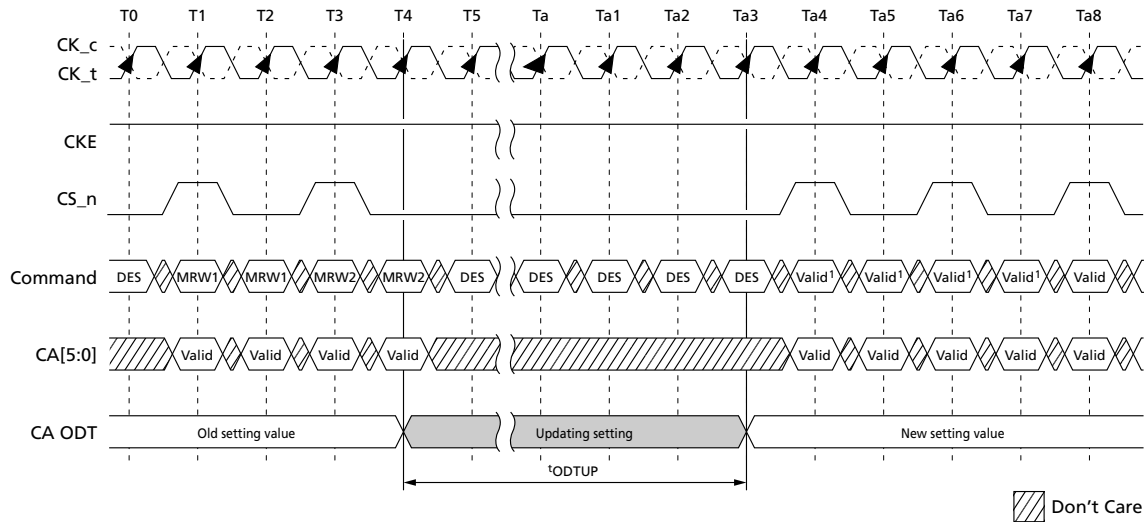 T0 T1 T2 T3 T4 T5 Ta Ta1 Ta2 Ta3 Ta4 Ta5 Ta6 Ta7 Ta8
CK_c
CK_t
CKE
CS_n
Command DES MRW1 MRW1 MRW2 MRW2 DES DES DES DES DES Valid¹ Valid¹ Valid¹ Valid¹ Valid
CA[5:0] Valid Valid Valid Valid Valid Valid Valid Valid Valid
CA ODT Old setting value Updating setting New setting value
ᵗODTUP
Don't Care